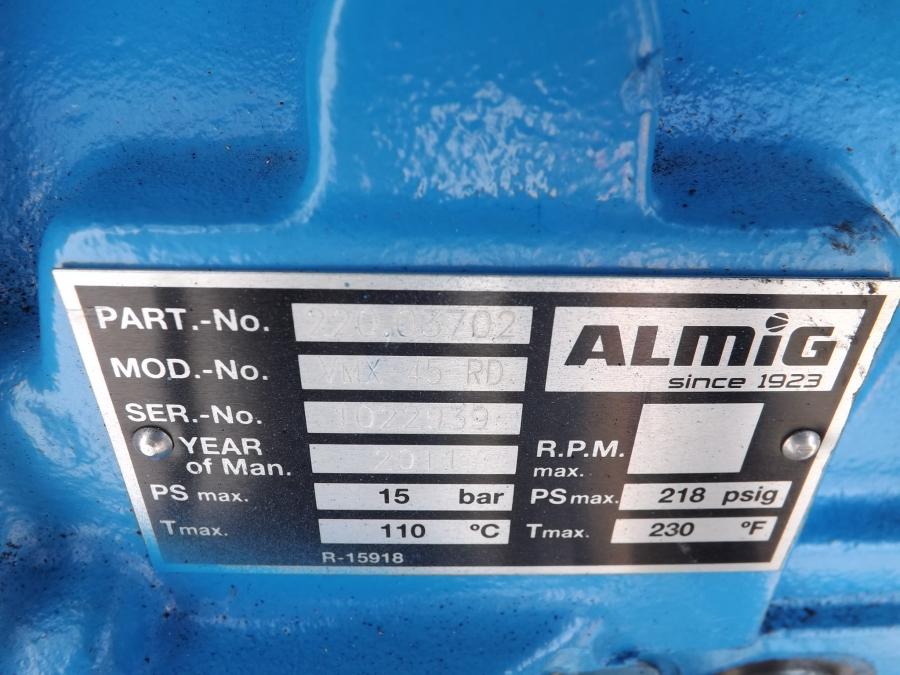 PART.-No. 220.03702
ALMiG
since 1923
MOD.-No. VMX 45 RD
SER.-No. 1022939
YEAR
of Man. 2011
R.P.M.
max.
PS max. 15 bar PS max. 218 psig
Tmax. 110 °C Tmax. 230 °F
R-15918